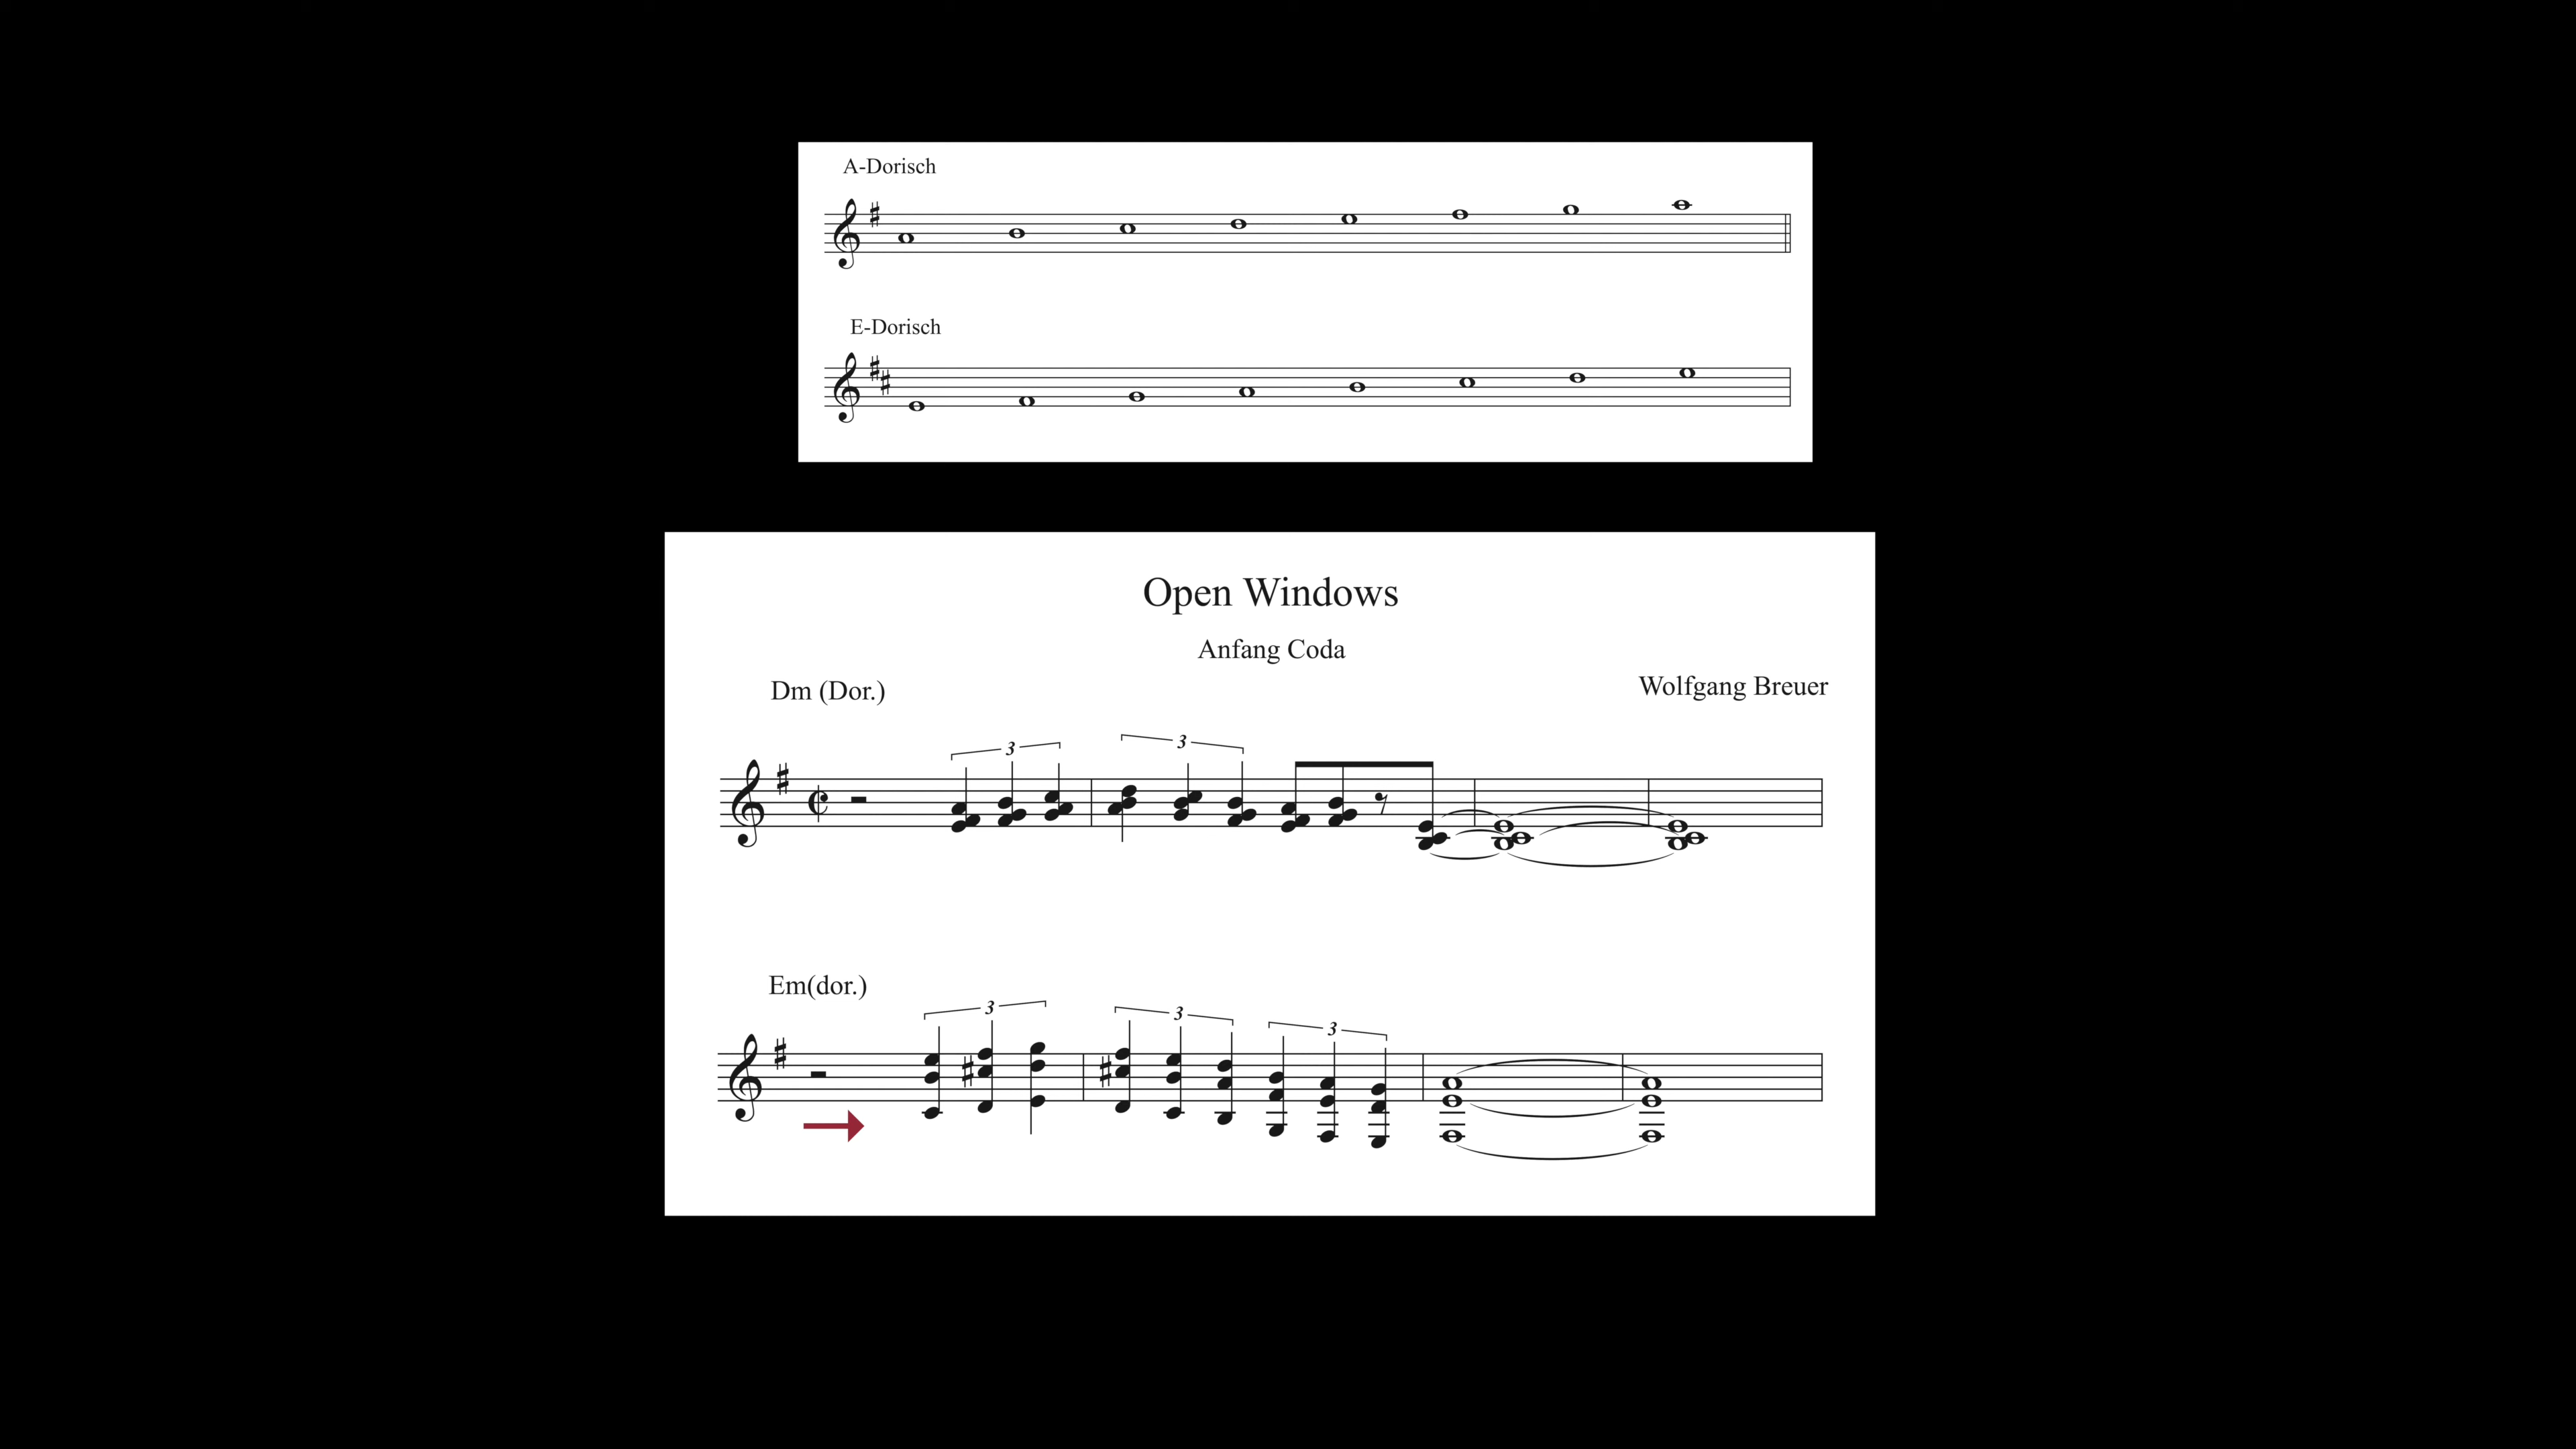 A-Dorisch
E-Dorisch
Open Windows
Anfang Coda
Dm (Dor.)
Wolfgang Breuer
3
3
Em(dor.)
3
3
3